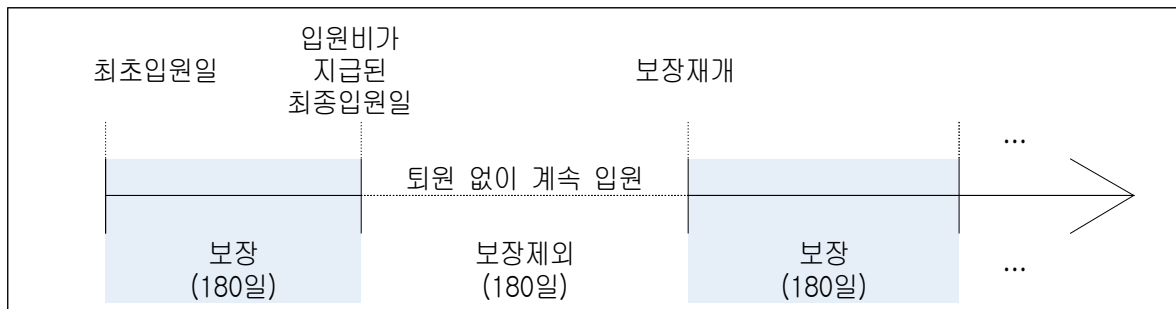 최초입원일
입원비가
지급된
최종입원일
보장재개
...
퇴원 없이 계속 입원
보장
(180일)
보장제외
(180일)
보장
(180일)
...